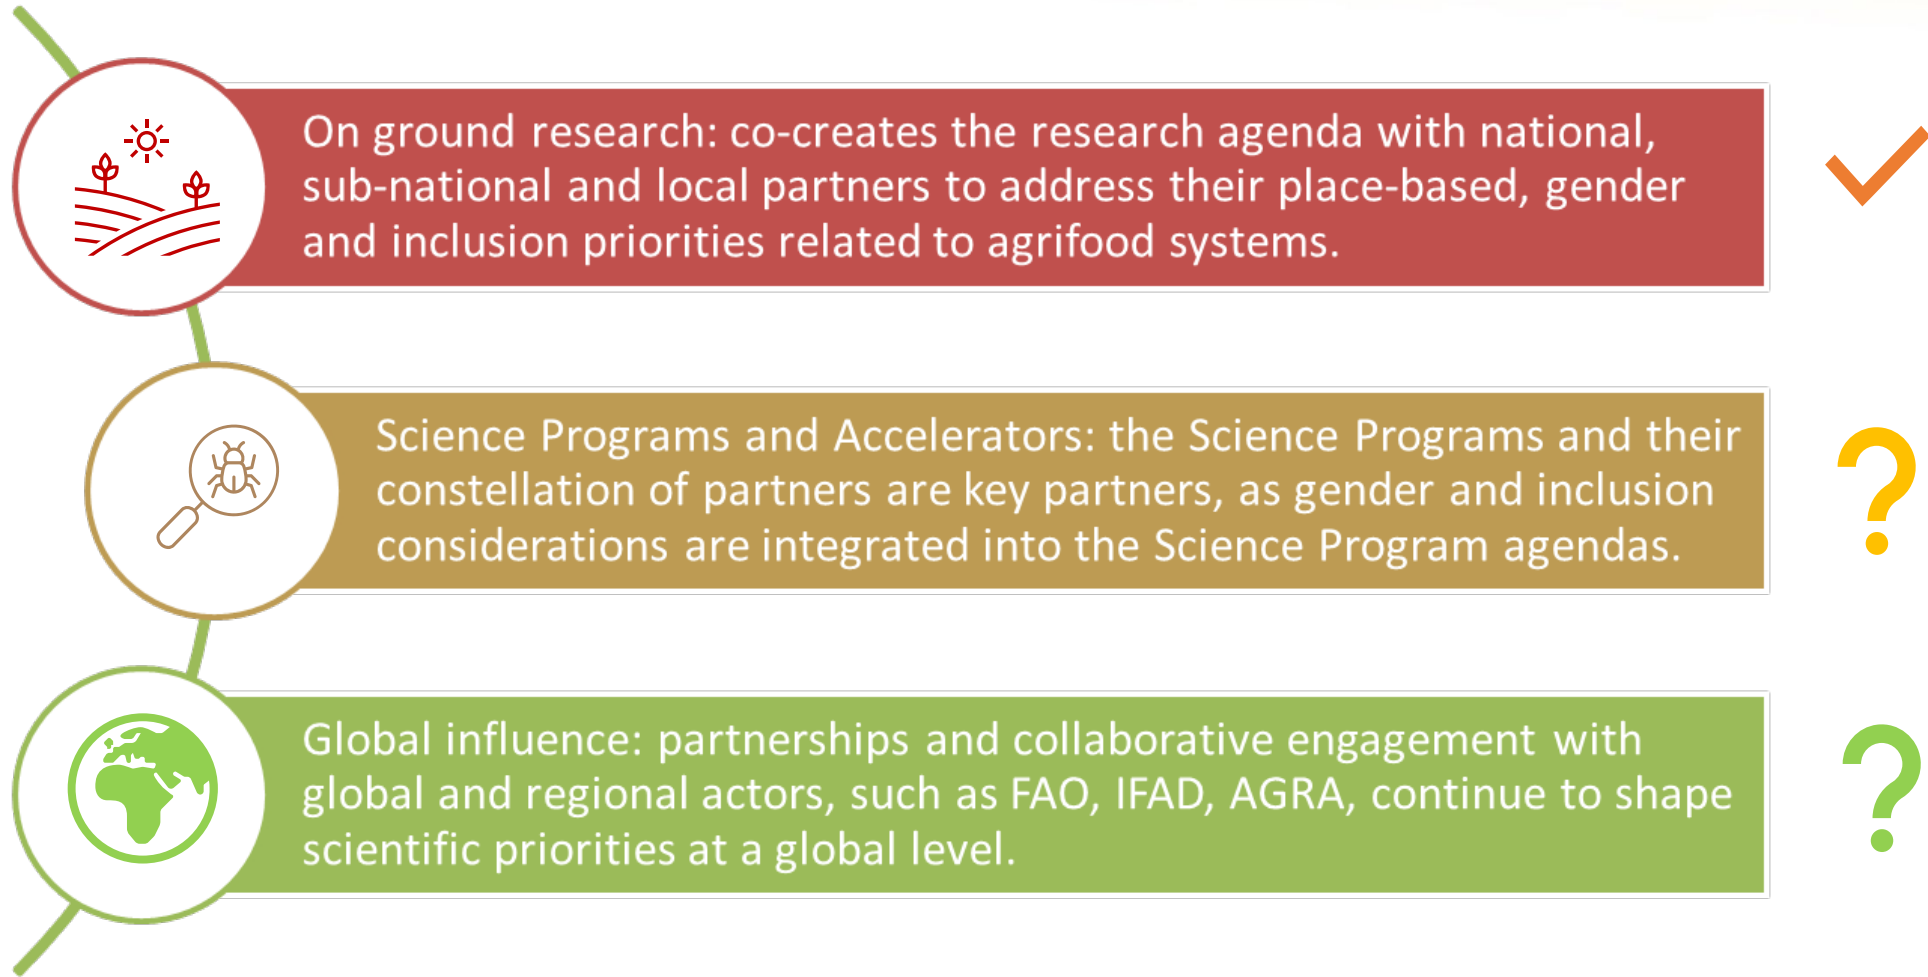 On ground research: co-creates the research agenda with national,
sub-national and local partners to address their place-based, gender
and inclusion priorities related to agrifood systems.
Science Programs and Accelerators: the Science Programs and their
constellation of partners are key partners, as gender and inclusion
considerations are integrated into the Science Program agendas.
?
Global influence: partnerships and collaborative engagement with
global and regional actors, such as FAO, IFAD, AGRA, continue to shape
scientific priorities at a global level.
?